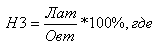 НЗ = Лат / Овт * 100%, где